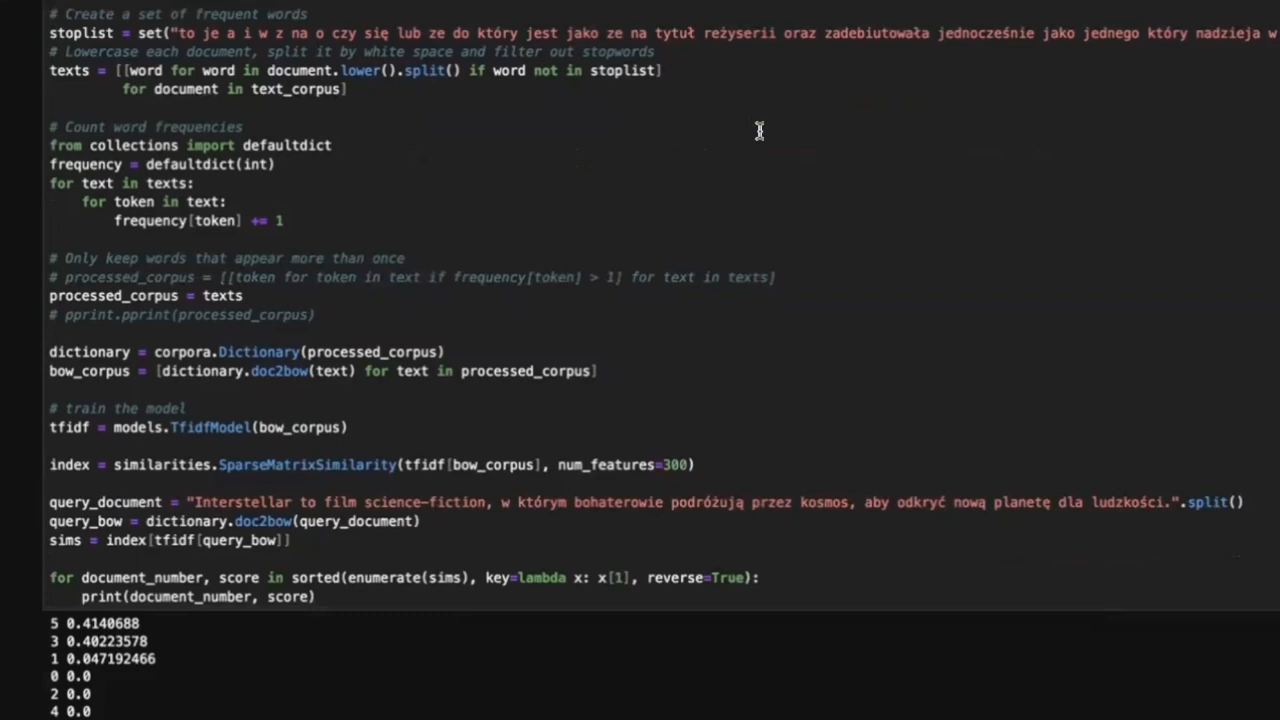 # Create a set of frequent words
stoplist = set("to je a i w z na o czy się lub ze do który jest jako ze na tytuł reżyserii oraz zadebiutowała jednocześnie jako jednego który nadzieja w
# Lowercase each document, split it by white space and filter out stopwords
texts = [[word for word in document.lower().split() if word not in stoplist]
         for document in text_corpus]

# Count word frequencies
from collections import defaultdict
frequency = defaultdict(int)
for text in texts:
    for token in text:
        frequency[token] += 1

# Only keep words that appear more than once
# processed_corpus = [[token for token in text if frequency[token] > 1] for text in texts]
processed_corpus = texts
# pprint.pprint(processed_corpus)

dictionary = corpora.Dictionary(processed_corpus)
bow_corpus = [dictionary.doc2bow(text) for text in processed_corpus]

# train the model
tfidf = models.TfidfModel(bow_corpus)

index = similarities.SparseMatrixSimilarity(tfidf[bow_corpus], num_features=300)

query_document = "Interstellar to film science-fiction, w którym bohaterowie podróżują przez kosmos, aby odkryć nową planetę dla ludzkości.".split()
query_bow = dictionary.doc2bow(query_document)
sims = index[tfidf[query_bow]]

for document_number, score in sorted(enumerate(sims), key=lambda x: x[1], reverse=True):
    print(document_number, score)
5 0.4140688
3 0.40223578
1 0.047192466
0 0.0
2 0.0
4 0.0